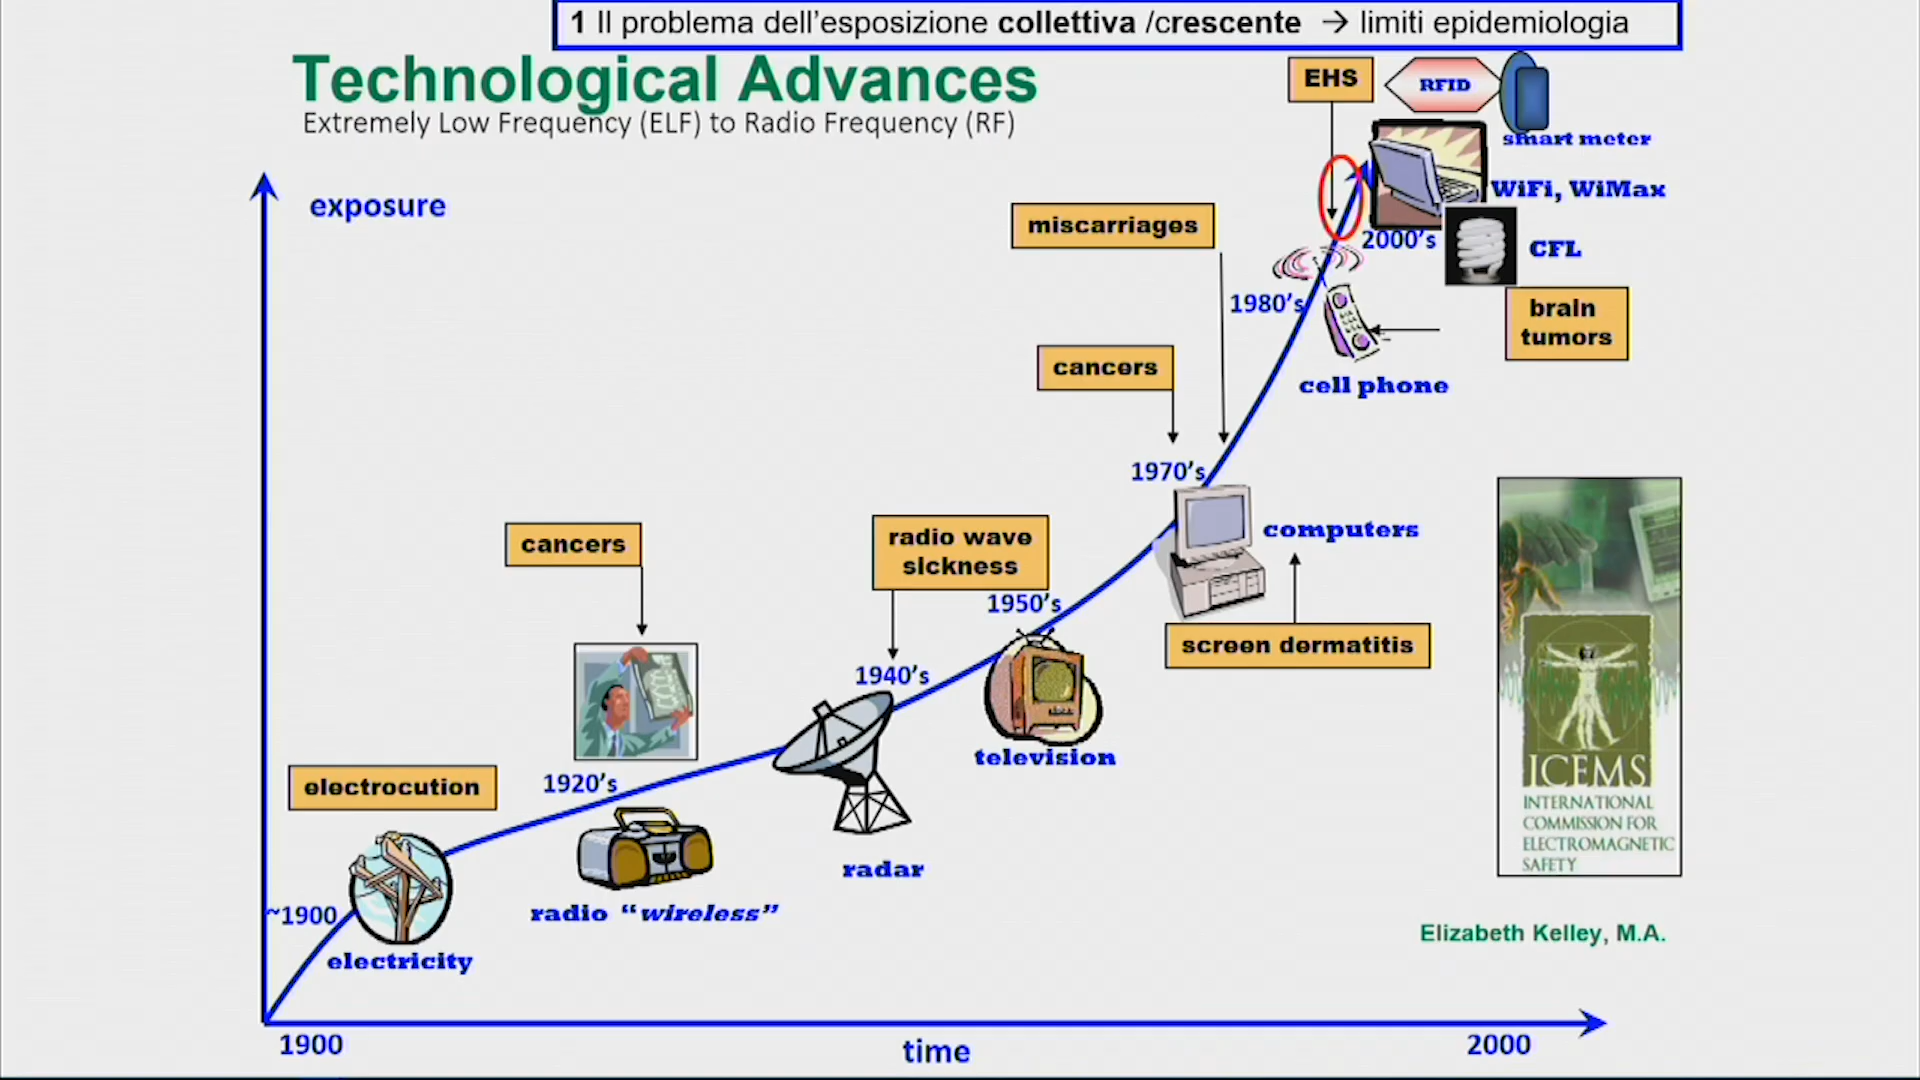 1 Il problema dell'esposizione collettiva /crescente → limiti epidemiologia
Technological Advances
Extremely Low Frequency (ELF) to Radio Frequency (RF)
EHS
RFID
smart meter
exposure
WiFi, WiMax
miscarriages
2000's
CFL
1980's
brain
tumors
cancers
cell phone
1970's
computers
cancers
radio wave
sickness
1950's
screen dermatitis
1940's
television
electrocution
1920's
radar
ICEMS
INTERNATIONAL
COMMISSION FOR
ELECTROMAGNETIC
SAFETY
~1900
radio "wireless"
electricity
Elizabeth Kelley, M.A.
1900
time
2000